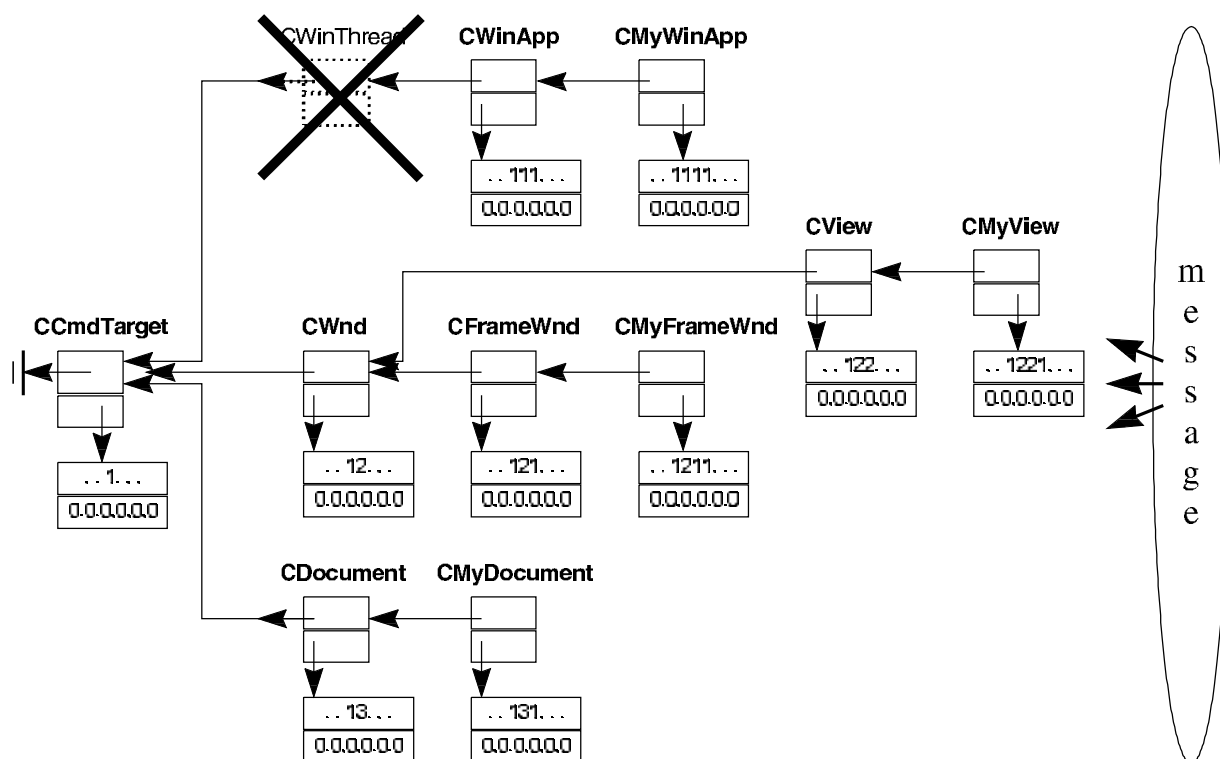 CWinThread
CWinApp
CMyWinApp
. . 111. . .
0,0,0,0,0,0
. . 1111. . .
0,0,0,0,0,0
CView
CMyView
. . 122. . .
0,0,0,0,0,0
. . 1221. . .
0,0,0,0,0,0
CCmdTarget
CWnd
CFrameWnd
CMyFrameWnd
. . 1. . .
0,0,0,0,0,0
. . 12. . .
0,0,0,0,0,0
. . 121. . .
0,0,0,0,0,0
. . 1211. . .
0,0,0,0,0,0
CDocument
CMyDocument
. . 13. . .
0,0,0,0,0,0
. . 131. . .
0,0,0,0,0,0
message